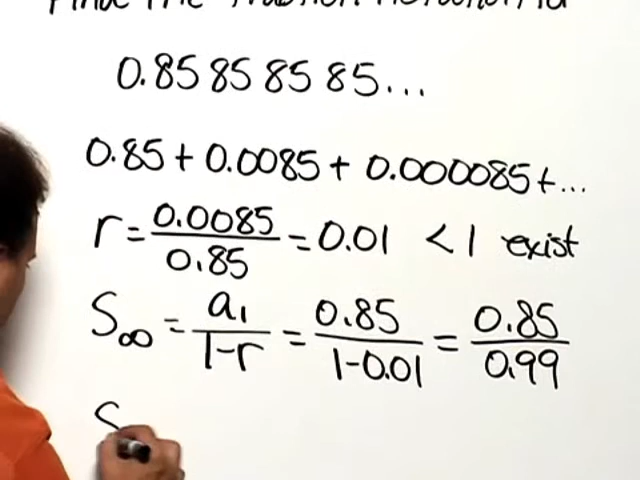 0.85 85 85 85...
0.85 + 0.0085 + 0.000085 + ...
r = 0.0085/0.85 = 0.01 < 1 exist
S∞ = a₁/1-r = 0.85/1-0.01 = 0.85/0.99
S